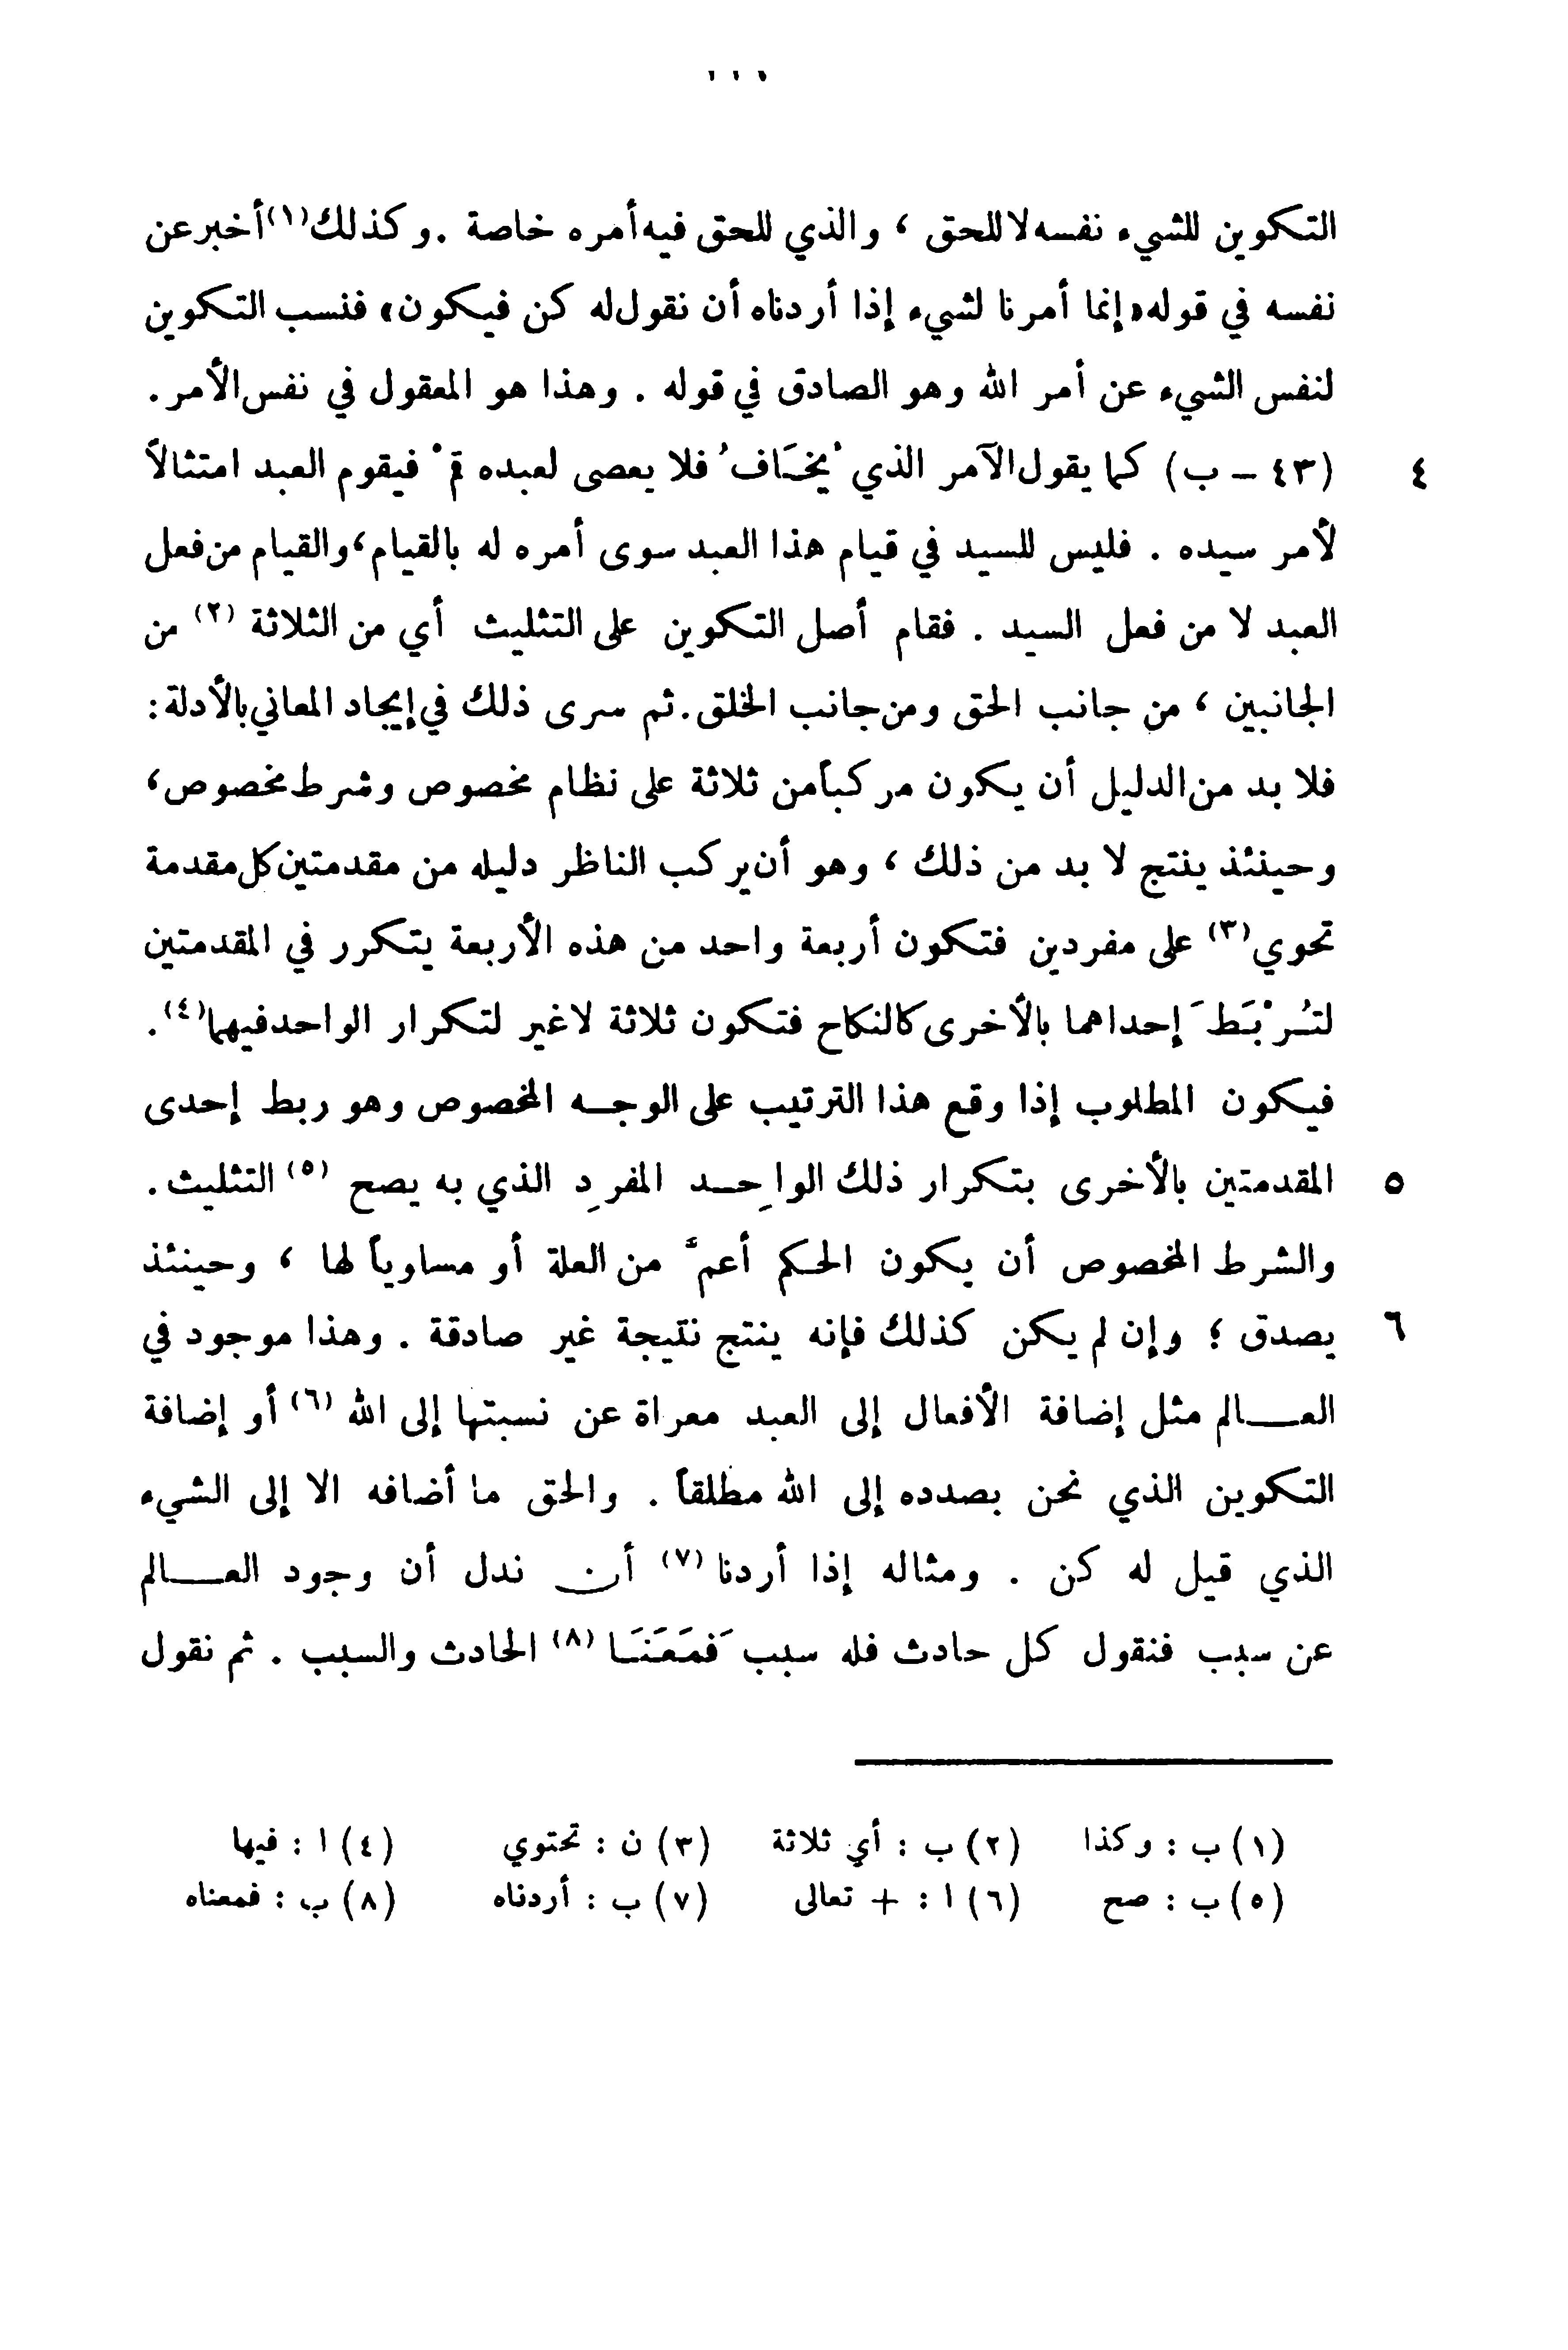 التكوين للشيء نفسه لا للحق ، والذي للحق فيه أمره خاصة . وكذلك (١) أخبر عن
نفسه في قوله « إنما أمرنا لشيء إذا أردناه أن نقول له كن فيكون » فنسب التكوين
لنفس الشيء عن أمر الله وهو الصادق في قوله . وهذا هو المعقول في نفس الأمر .
٤ (٤٣ – ب) كما يقول الآمر الذي يُخَاف فلا يعصى لعبده قمْ فيقوم العبد امتثالاً
لأمر سيده . فليس للسيد في قيام هذا العبد سوى أمره له بالقيام ، والقيام من فعل
العبد لا من فعل السيد . فقام أصل التكوين على التثليث أي من الثلاثة (٢) من
الجانبين ، من جانب الحق ومن جانب الخلق . ثم سرى ذلك في إيجاد المعاني بالأدلة :
فلا بد من الدليل أن يكون مركباً من ثلاثة على نظام مخصوص وشرط مخصوص ،
وحينئذ ينتج لا بد من ذلك ، وهو أن يركب الناظر دليله من مقدمتين كل مقدمة
تحوي (٣) على مفردين فتكون أربعة واحد من هذه الأربعة يتكرر في المقدمتين
لتُرْبَطَ إحداهما بالأخرى كالنكاح فتكون ثلاثة لا غير لتكرار الواحد فيهما (٤) .
فيكون المطلوب إذا وقع هذا الترتيب على الوجه المخصوص وهو ربط إحدى
٥ المقدمتين بالأخرى بتكرار ذلك الواحِد المفرِد الذي به يصح (٥) التثليث .
والشرط المخصوص أن يكون الحكم أعمَّ من العلة أو مساوياً لها ، وحينئذ
٦ يصدق ؛ وإن لم يكن كذلك فإنه ينتج نتيجة غير صادقة . وهذا موجود في
العالم مثل إضافة الأفعال إلى العبد معراة عن نسبتها إلى الله (٦) أو إضافة
التكوين الذي نحن بصدده إلى الله مطلقاً . والحق ما أضافه الا إلى الشيء
الذي قيل له كن . ومثاله إذا أردنا (٧) أن ندل أن وجود العالم
عن سبب فنقول كل حادث فله سبب فَمَعَنَا (٨) الحادث والسبب . ثم نقول
(١) ب : وكذا (٢) ب : أي ثلاثة (٣) ن : تحتوي (٤) ا : فيها
(٥) ب : صح (٦) ا : + تعالى (٧) ب : أردناه (٨) ب : فمعناه